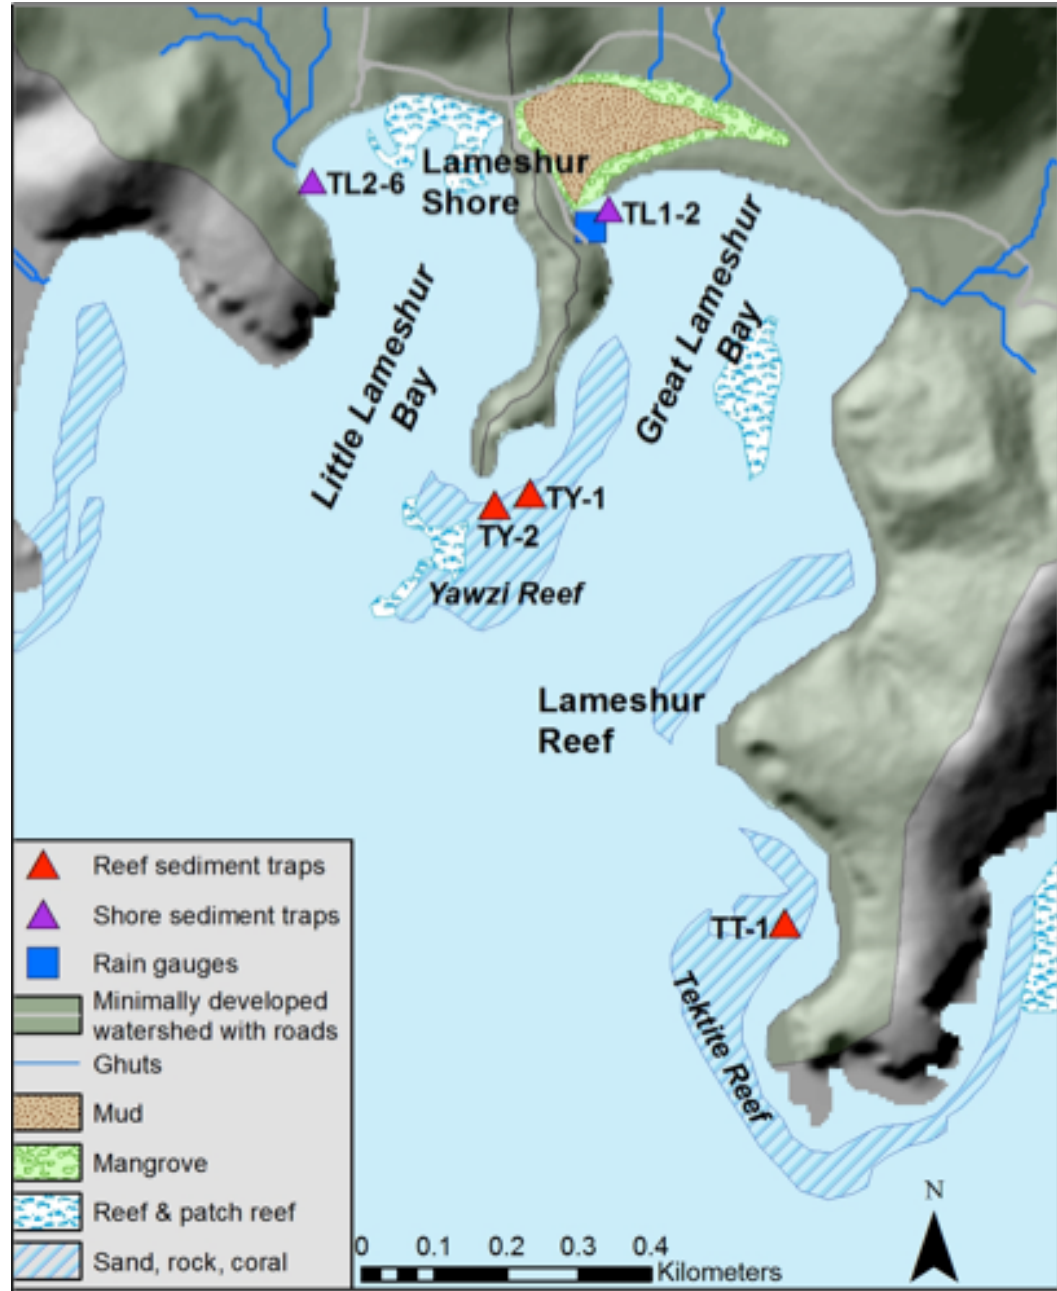 Lameshur
Shore
TL2-6
TL1-2
Little Lameshur
Bay
Great Lameshur
Bay
TY-1
TY-2
Yawzi Reef
Lameshur
Reef
TT-1
Tektite Reef
Reef sediment traps
Shore sediment traps
Rain gauges
Minimally developed
watershed with roads
Ghuts
Mud
Mangrove
Reef & patch reef
Sand, rock, coral
0 0.1 0.2 0.3 0.4
Kilometers
N